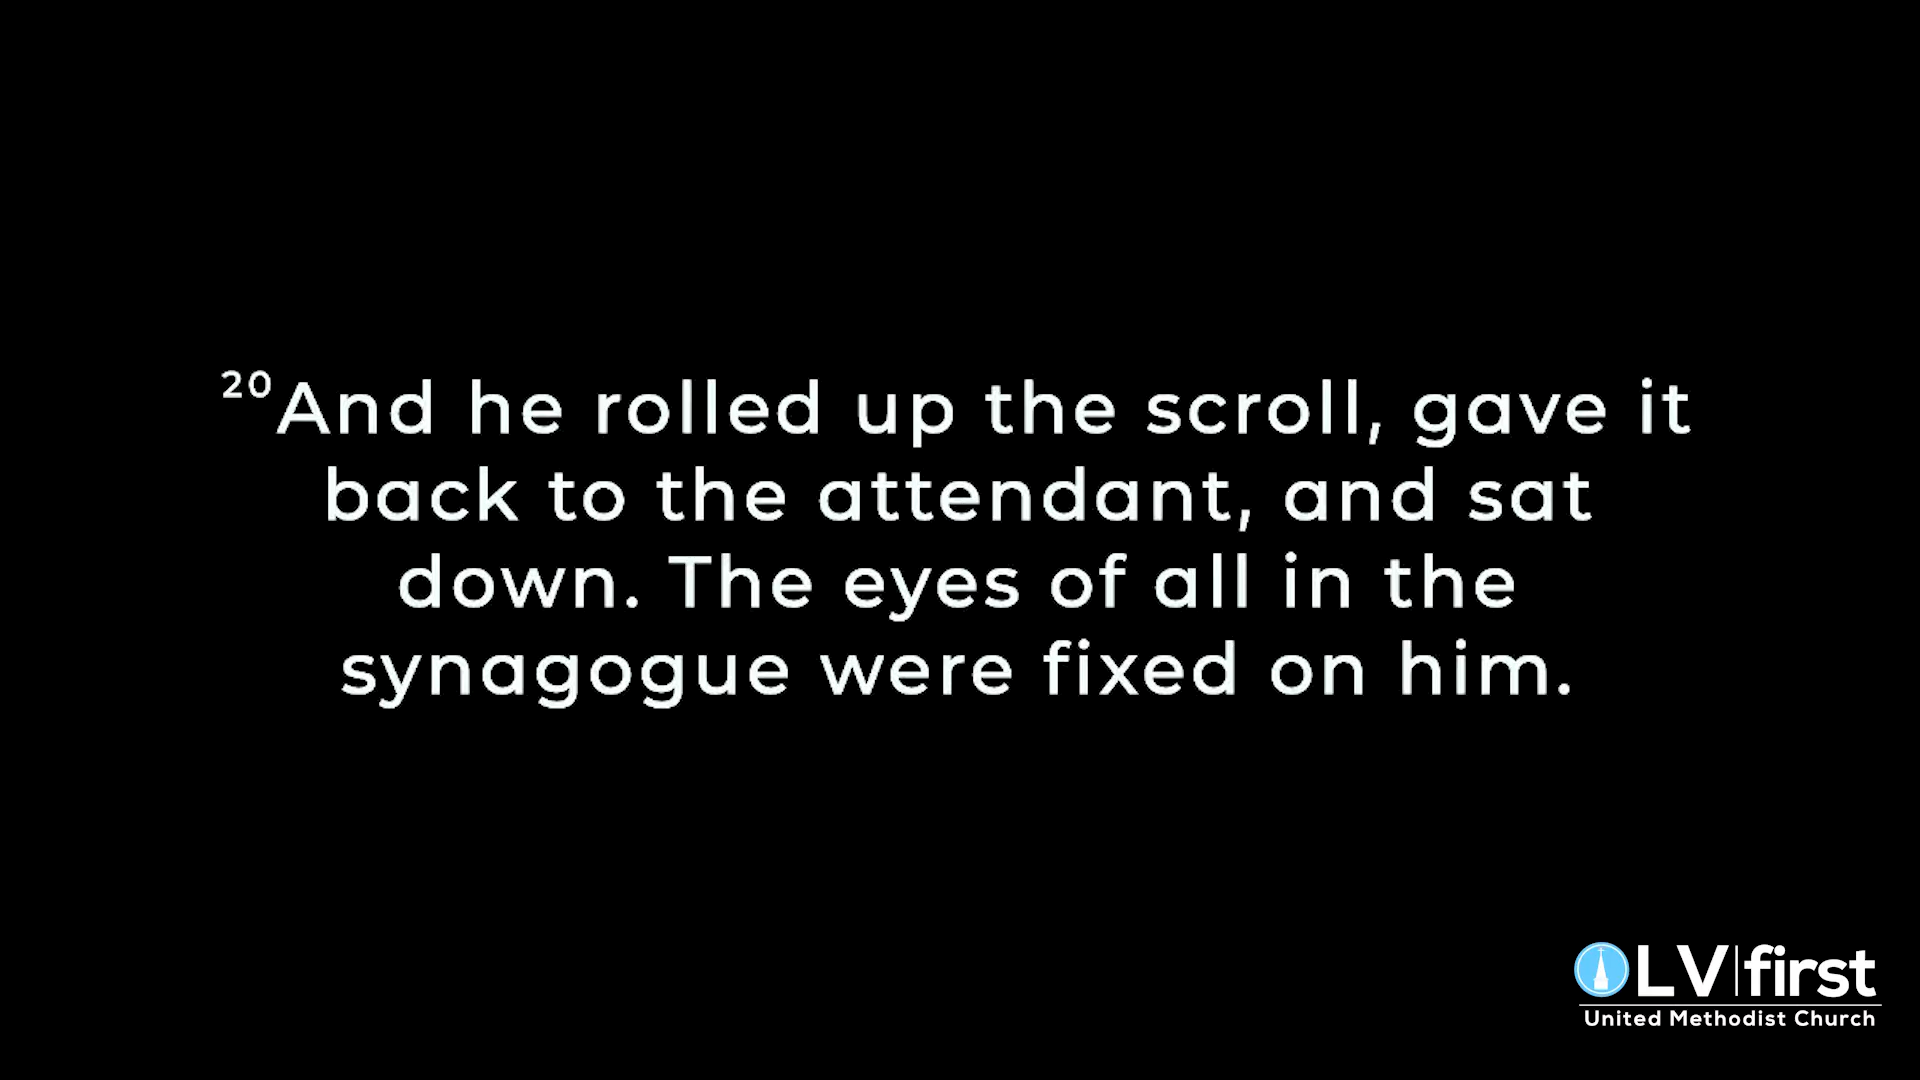 20And he rolled up the scroll, gave it
back to the attendant, and sat
down. The eyes of all in the
synagogue were fixed on him.
LV|first
United Methodist Church